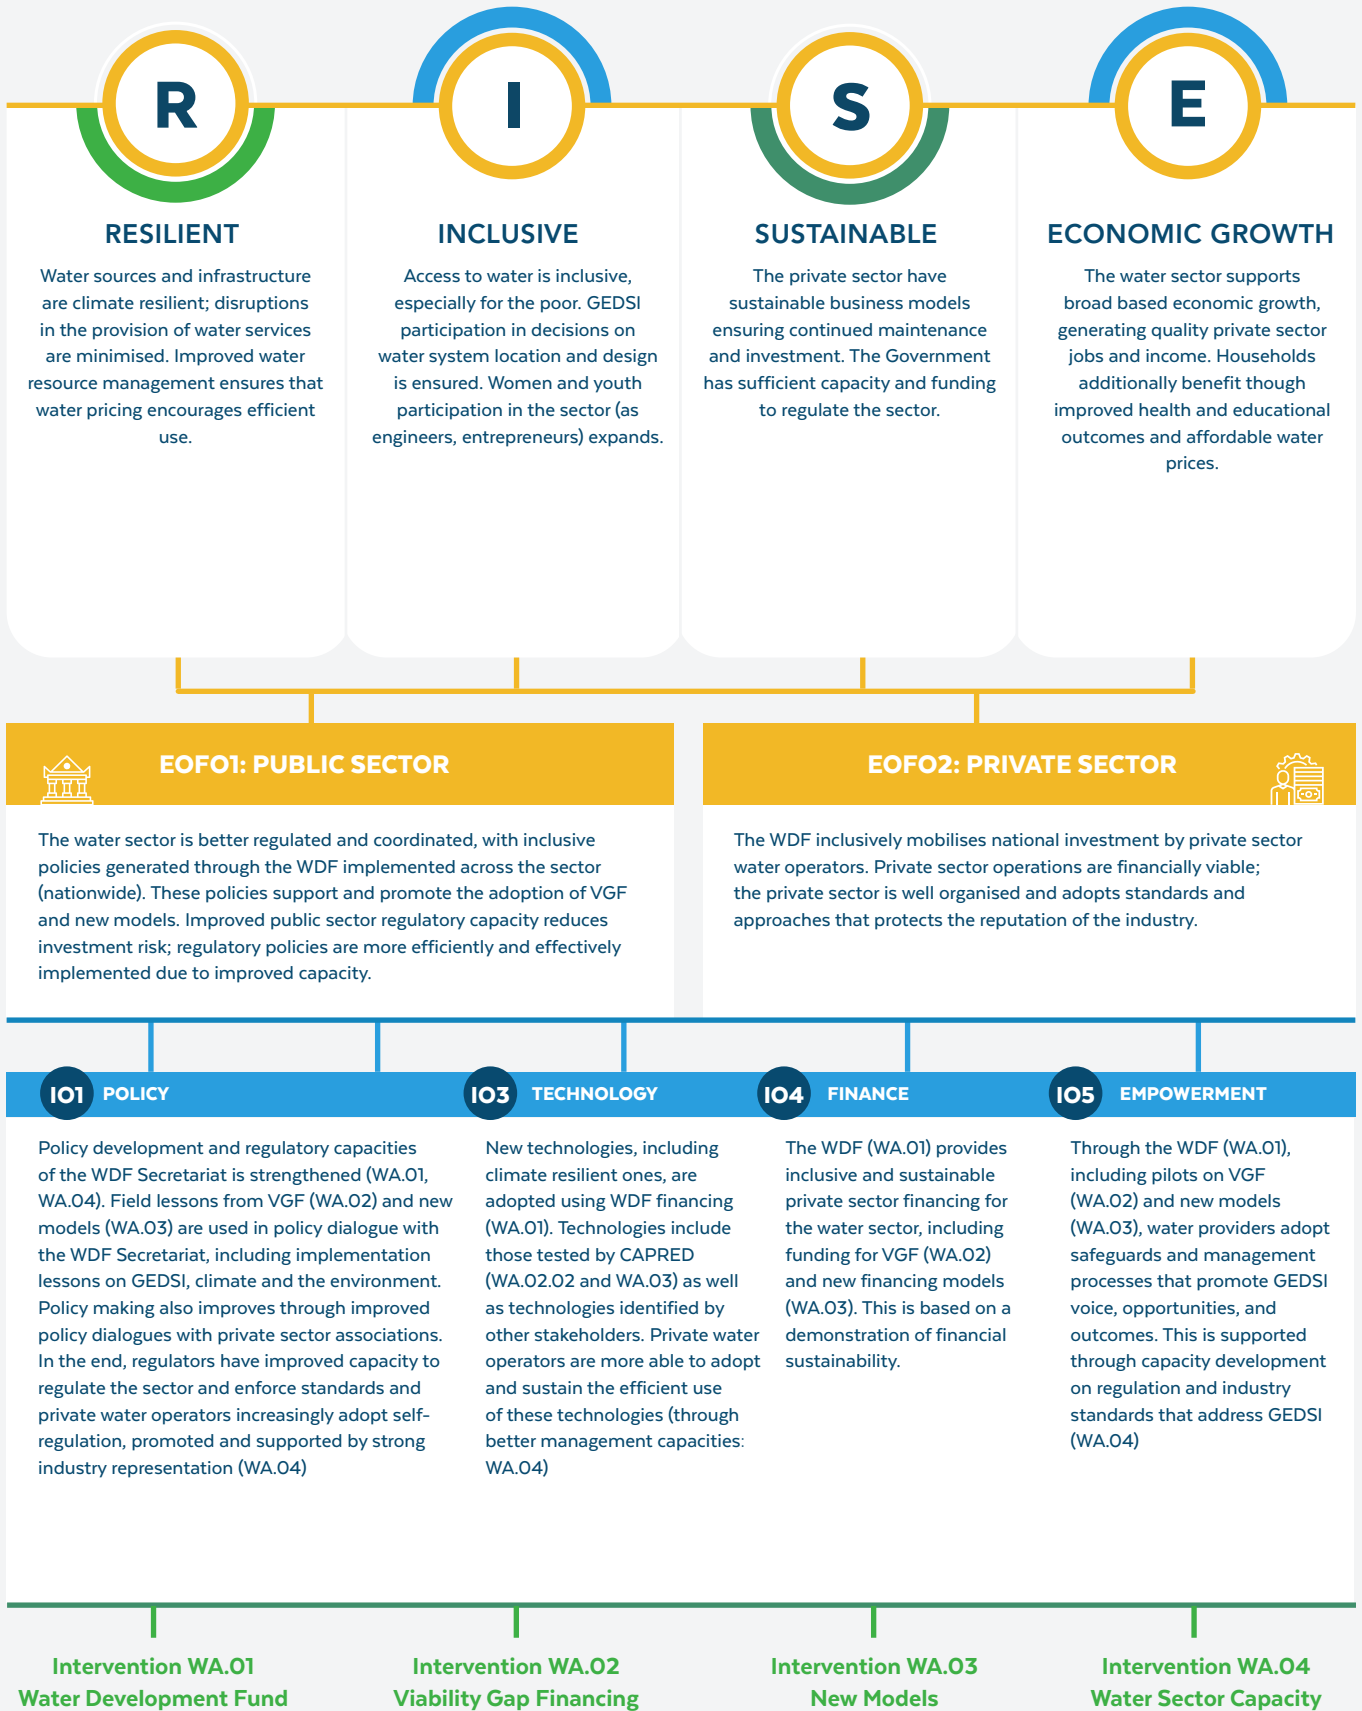 R
I
S
E
RESILIENT
Water sources and infrastructure
are climate resilient; disruptions
in the provision of water services
are minimised. Improved water
resource management ensures that
water pricing encourages efficient
use.
INCLUSIVE
Access to water is inclusive,
especially for the poor. GEDSI
participation in decisions on
water system location and design
is ensured. Women and youth
participation in the sector (as
engineers, entrepreneurs) expands.
SUSTAINABLE
The private sector have
sustainable business models
ensuring continued maintenance
and investment. The Government
has sufficient capacity and funding
to regulate the sector.
ECONOMIC GROWTH
The water sector supports
broad based economic growth,
generating quality private sector
jobs and income. Households
additionally benefit though
improved health and educational
outcomes and affordable water
prices.
EOFO1: PUBLIC SECTOR
The water sector is better regulated and coordinated, with inclusive
policies generated through the WDF implemented across the sector
(nationwide). These policies support and promote the adoption of VGF
and new models. Improved public sector regulatory capacity reduces
investment risk; regulatory policies are more efficiently and effectively
implemented due to improved capacity.
EOFO2: PRIVATE SECTOR
The WDF inclusively mobilises national investment by private sector
water operators. Private sector operations are financially viable;
the private sector is well organised and adopts standards and
approaches that protects the reputation of the industry.
IO1 POLICY
Policy development and regulatory capacities
of the WDF Secretariat is strengthened (WA.01,
WA.04). Field lessons from VGF (WA.02) and new
models (WA.03) are used in policy dialogue with
the WDF Secretariat, including implementation
lessons on GEDSI, climate and the environment.
Policy making also improves through improved
policy dialogues with private sector associations.
In the end, regulators have improved capacity to
regulate the sector and enforce standards and
private water operators increasingly adopt self-
regulation, promoted and supported by strong
industry representation (WA.04)
IO3 TECHNOLOGY
New technologies, including
climate resilient ones, are
adopted using WDF financing
(WA.01). Technologies include
those tested by CAPRED
(WA.02.02 and WA.03) as well
as technologies identified by
other stakeholders. Private water
operators are more able to adopt
and sustain the efficient use
of these technologies (through
better management capacities:
WA.04)
IO4 FINANCE
The WDF (WA.01) provides
inclusive and sustainable
private sector financing for
the water sector, including
funding for VGF (WA.02)
and new financing models
(WA.03). This is based on a
demonstration of financial
sustainability.
IO5 EMPOWERMENT
Through the WDF (WA.01),
including pilots on VGF
(WA.02) and new models
(WA.03), water providers adopt
safeguards and management
processes that promote GEDSI
voice, opportunities, and
outcomes. This is supported
through capacity development
on regulation and industry
standards that address GEDSI
(WA.04)
Intervention WA.01
Water Development Fund
Intervention WA.02
Viability Gap Financing
Intervention WA.03
New Models
Intervention WA.04
Water Sector Capacity